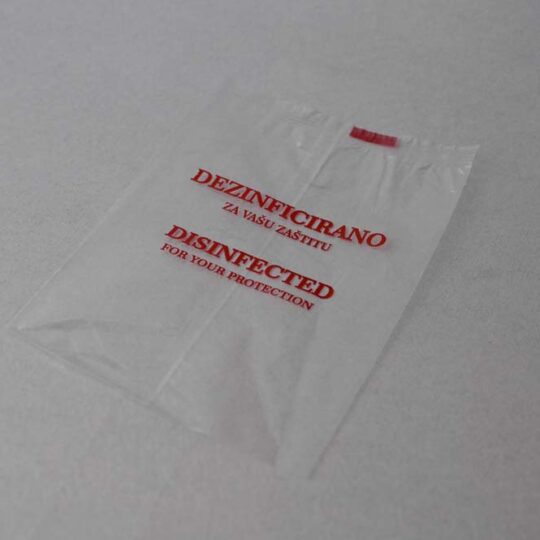 DEZINFICIRANO
ZA VAŠU ZAŠTITU
DISINFECTED
FOR YOUR PROTECTION